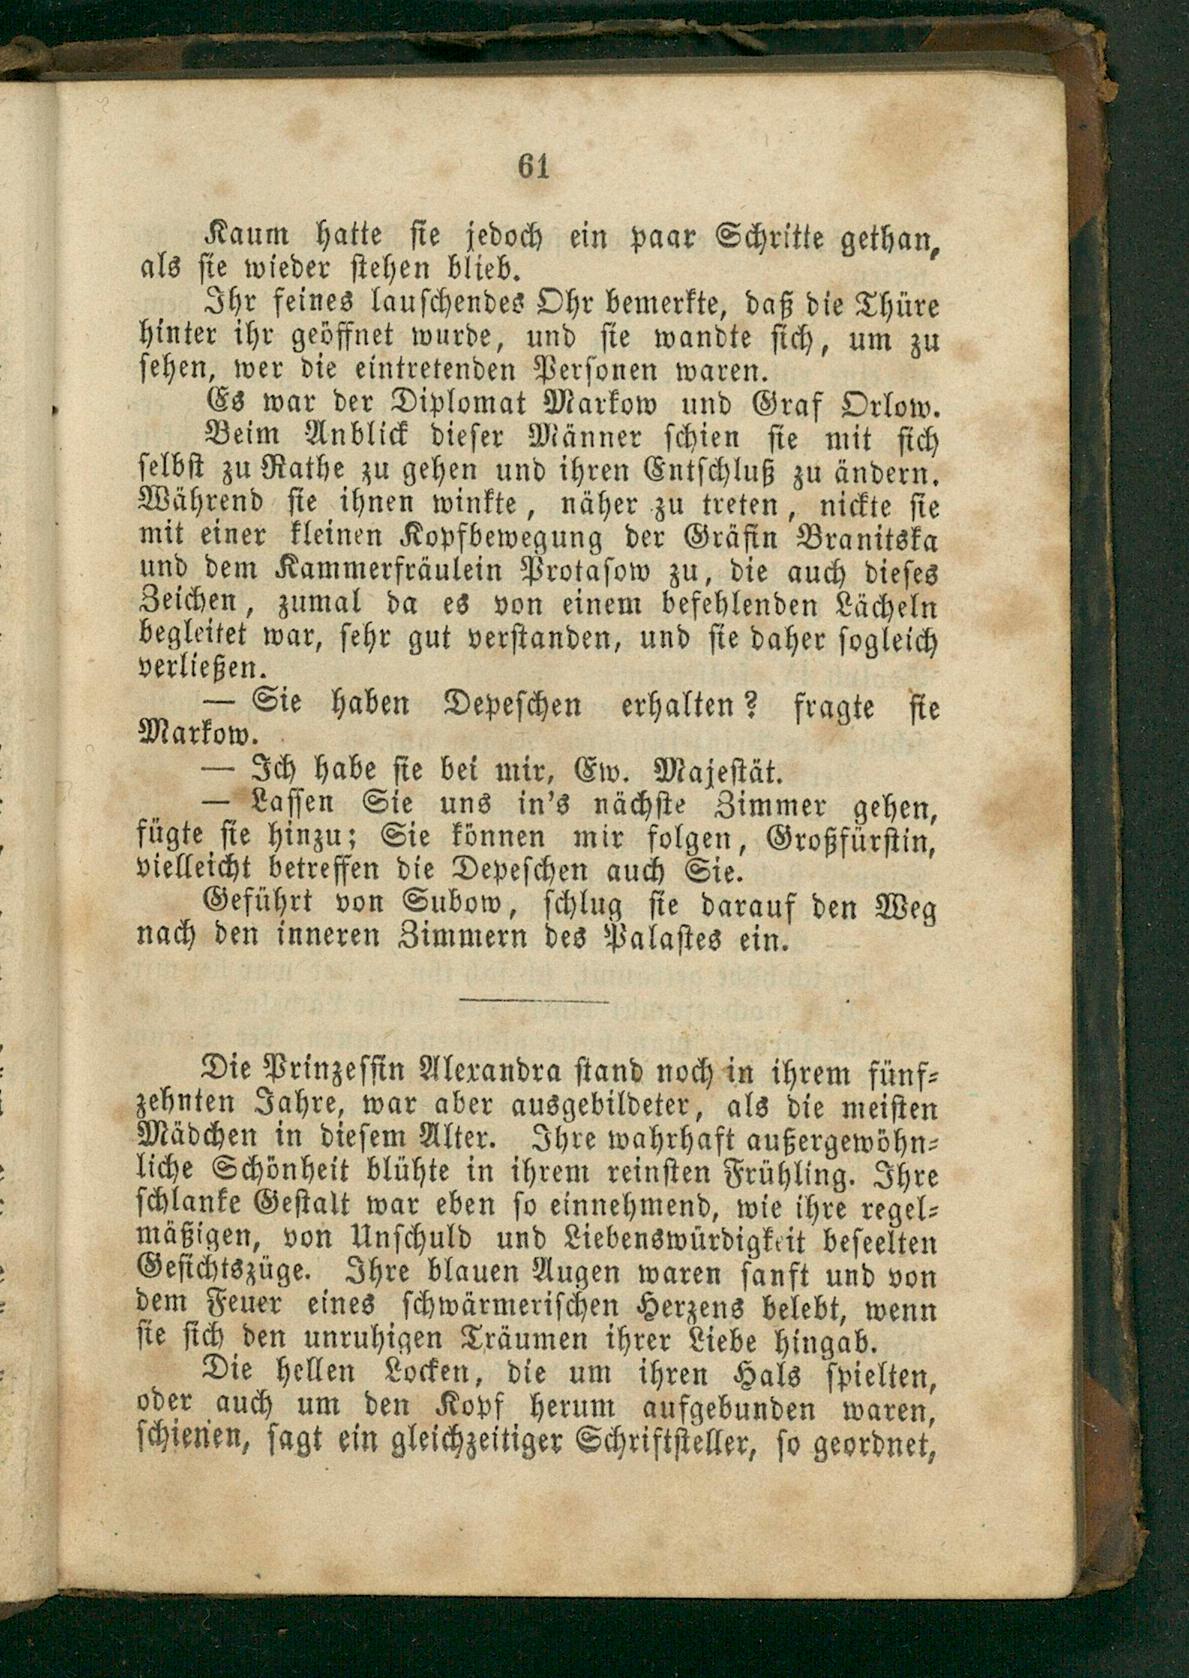 61
Kaum hatte sie jedoch ein paar Schritte gethan,
als sie wieder stehen blieb.
Ihr feines lauschendes Ohr bemerkte, daß die Thüre
hinter ihr geöffnet wurde, und sie wandte sich, um zu
sehen, wer die eintretenden Personen waren.
Es war der Diplomat Markow und Graf Orlow.
Beim Anblick dieser Männer schien sie mit sich
selbst zu Rathe zu gehen und ihren Entschluß zu ändern.
Während sie ihnen winkte, näher zu treten, nickte sie
mit einer kleinen Kopfbewegung der Gräfin Branitska
und dem Kammerfräulein Protasow zu, die auch dieses
Zeichen, zumal da es von einem befehlenden Lächeln
begleitet war, sehr gut verstanden, und sie daher sogleich
verließen.
— Sie haben Depeschen erhalten? fragte sie
Markow.
— Ich habe sie bei mir, Ew. Majestät.
— Lassen Sie uns in's nächste Zimmer gehen,
fügte sie hinzu; Sie können mir folgen, Großfürstin,
vielleicht betreffen die Depeschen auch Sie.
Geführt von Subow, schlug sie darauf den Weg
nach den inneren Zimmern des Palastes ein.
Die Prinzessin Alexandra stand noch in ihrem fünf-
zehnten Jahre, war aber ausgebildeter, als die meisten
Mädchen in diesem Alter. Ihre wahrhaft außergewöhn-
liche Schönheit blühte in ihrem reinsten Frühling. Ihre
schlanke Gestalt war eben so einnehmend, wie ihre regel-
mäßigen, von Unschuld und Liebenswürdigkeit beseelten
Gesichtszüge. Ihre blauen Augen waren sanft und von
dem Feuer eines schwärmerischen Herzens belebt, wenn
sie sich den unruhigen Träumen ihrer Liebe hingab.
Die hellen Locken, die um ihren Hals spielten,
oder auch um den Kopf herum aufgebunden waren,
schienen, sagt ein gleichzeitiger Schriftsteller, so geordnet,